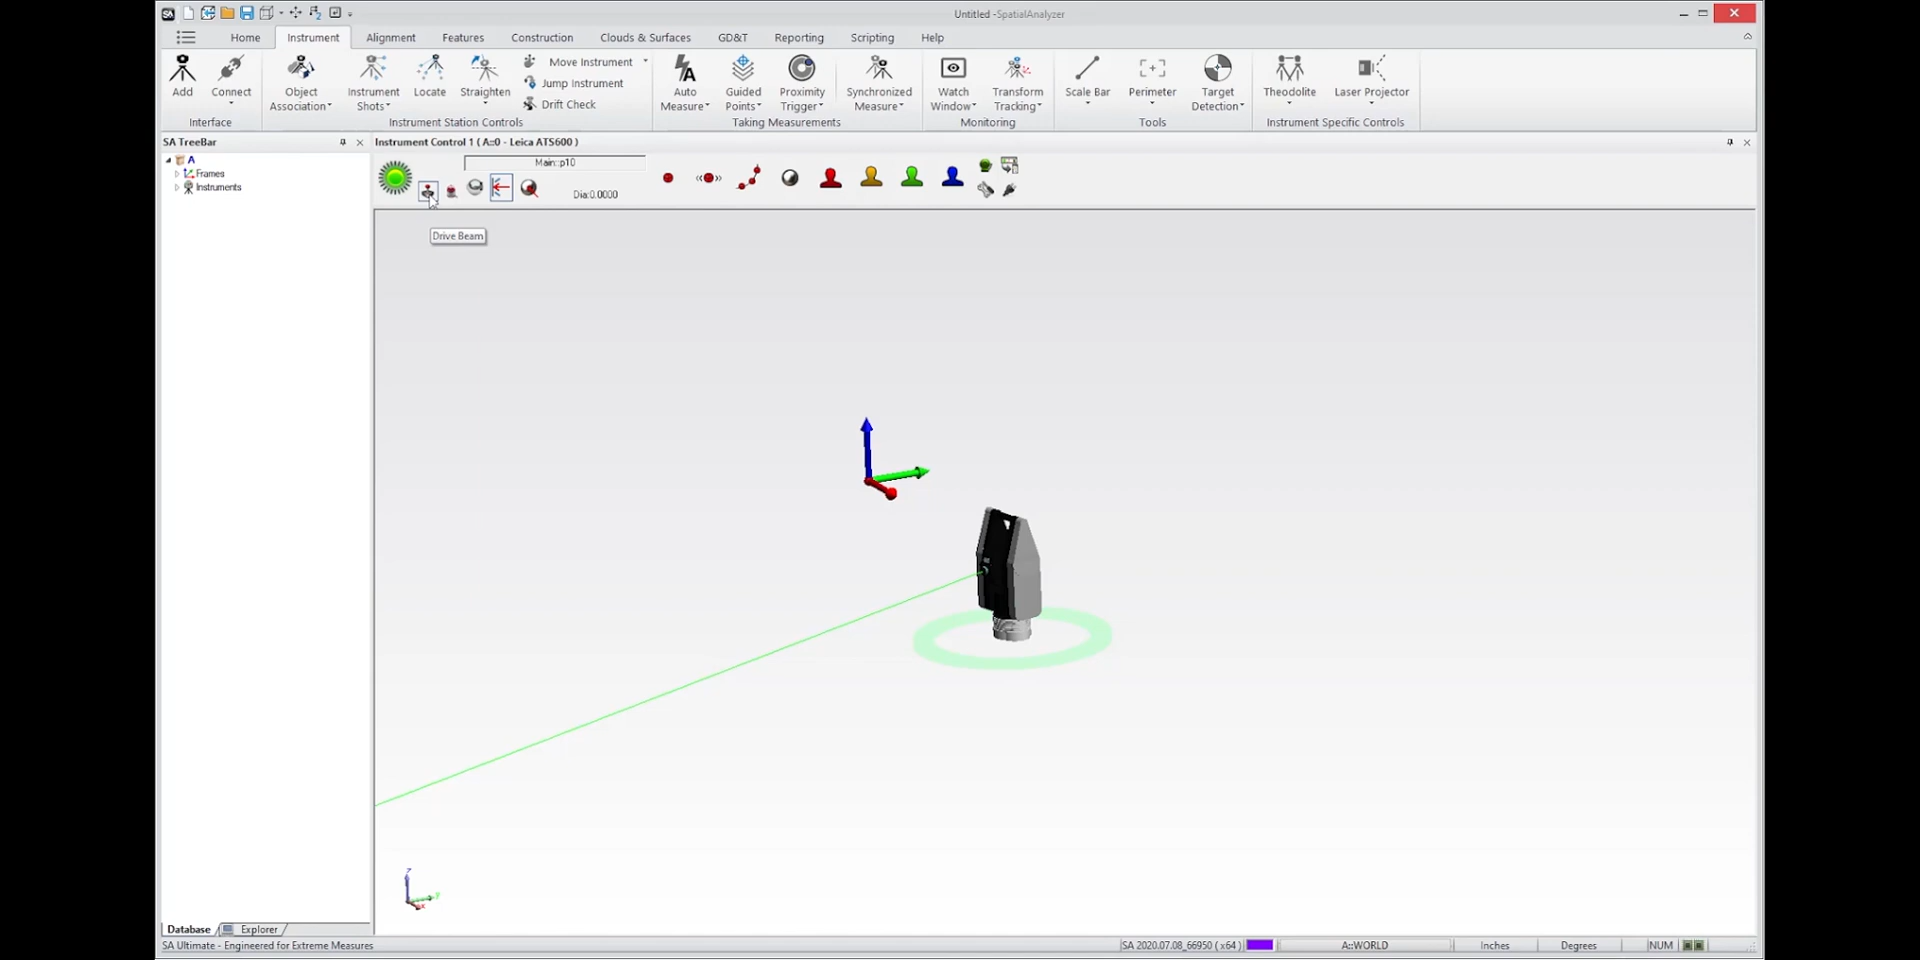 SA
Untitled -SpatialAnalyzer
Home Instrument Alignment Features Construction Clouds & Surfaces GD&T Reporting Scripting Help
Add
Connect
Interface
Object
Association
Instrument
Shots
Locate
Straighten
Move Instrument
Jump Instrument
Drift Check
Instrument Station Controls
Auto
Measure
Guided
Points
Proximity
Trigger
Synchronized
Measure
Taking Measurements
Watch
Window
Transform
Tracking
Monitoring
Scale Bar
Perimeter
Target
Detection
Tools
Theodolite
Laser Projector
Instrument Specific Controls
SA TreeBar
A
Frames
Instruments
Instrument Control 1 ( A::0 - Leica ATS600 )
Main::p10
Dia:0.0000
Drive Beam
Z
Y
X
Database Explorer
SA Ultimate - Engineered for Extreme Measures
SA 2020.07.08_66950 (x64)
A::WORLD
Inches
Degrees
NUM